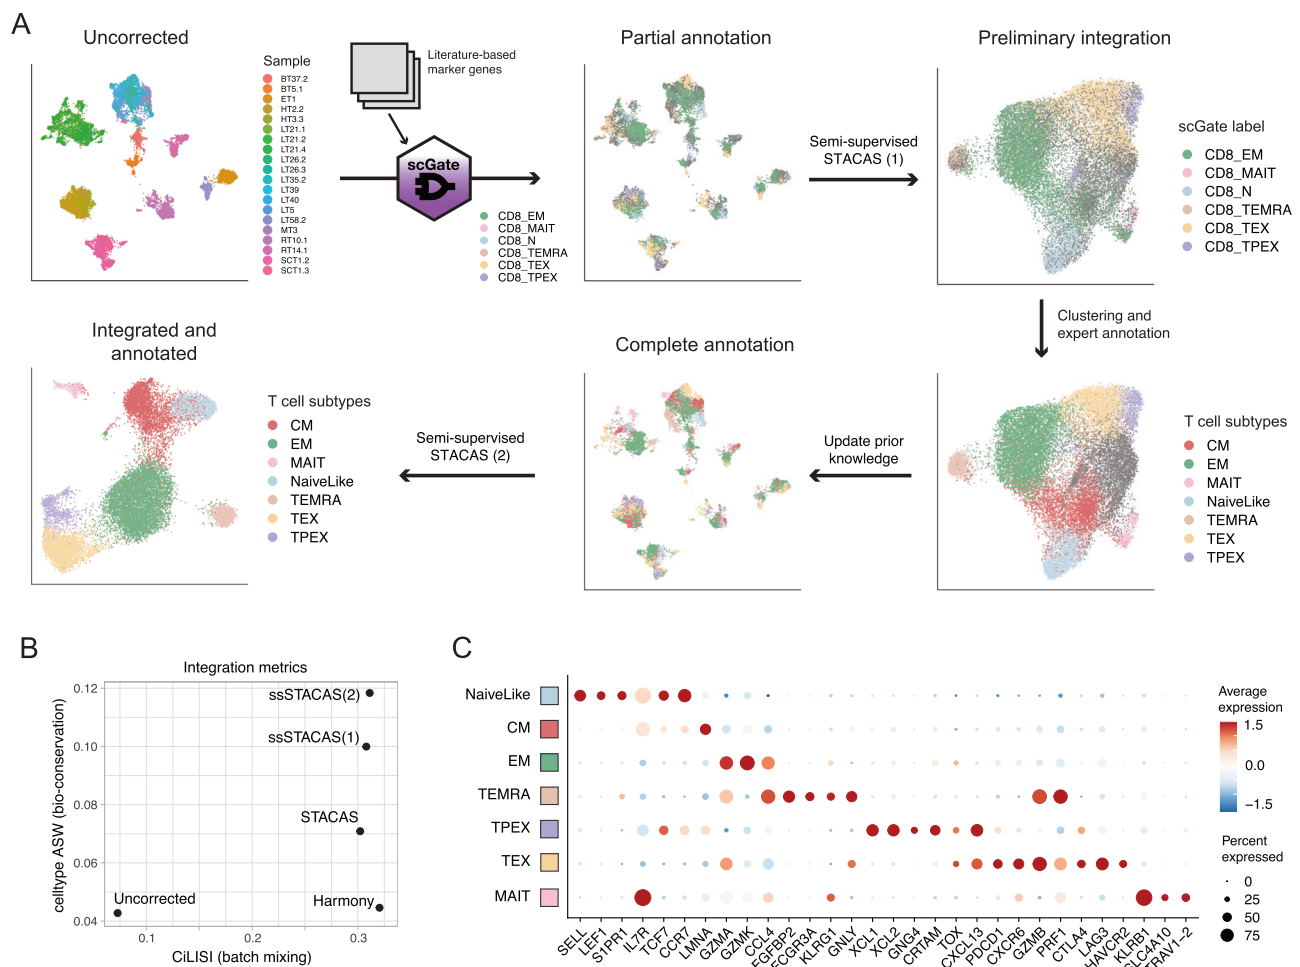 A
Uncorrected
Sample
BT37.2
BT5.1
ET1
HT2.2
HT3.3
LT21.1
LT21.2
LT21.4
LT26.2
LT26.3
LT35.2
LT39
LT40
LT5
LT58.2
MT3
RT10.1
RT14.1
SCT1.2
SCT1.3
Literature-based
marker genes
scGate
CD8_EM
CD8_MAIT
CD8_N
CD8_TEMRA
CD8_TEX
CD8_TPEX
Partial annotation
Semi-supervised
STACAS (1)
Preliminary integration
scGate label
CD8_EM
CD8_MAIT
CD8_N
CD8_TEMRA
CD8_TEX
CD8_TPEX
Clustering and
expert annotation
T cell subtypes
CM
EM
MAIT
NaiveLike
TEMRA
TEX
TPEX
Update prior
knowledge
Complete annotation
Semi-supervised
STACAS (2)
Integrated and
annotated
T cell subtypes
CM
EM
MAIT
NaiveLike
TEMRA
TEX
TPEX
B
Integration metrics
celltype ASW (bio-conservation)
0.12
0.10
0.08
0.06
0.04
ssSTACAS(2)
ssSTACAS(1)
STACAS
Uncorrected
Harmony
0.1
0.2
0.3
CiLISI (batch mixing)
C
NaiveLike
CM
EM
TEMRA
TPEX
TEX
MAIT
SELL
LEF1
S1PR1
IL7R
TCF7
CCR7
LMNA
GZMA
GZMK
CCL4
FGFBP2
FCGR3A
KLRG1
GNLY
XCL1
XCL2
GNG4
CRTAM
TOX
CXCL13
PDCD1
CXCR6
GZMB
PRF1
CTLA4
LAG3
HAVCR2
KLRB1
SLC4A10
TRAV1-2
Average
expression
1.5
0.0
−1.5
Percent
expressed
0
25
50
75